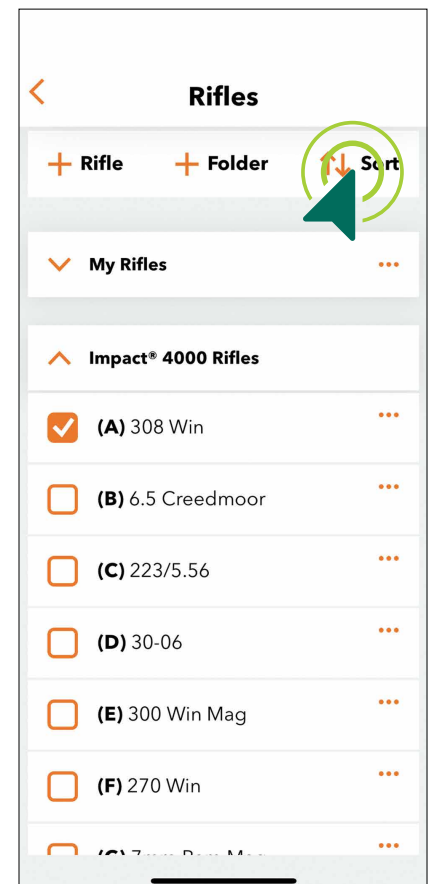 Rifles
Rifle Folder Sort
My Rifles
Impact® 4000 Rifles
(A) 308 Win
(B) 6.5 Creedmoor
(C) 223/5.56
(D) 30-06
(E) 300 Win Mag
(F) 270 Win